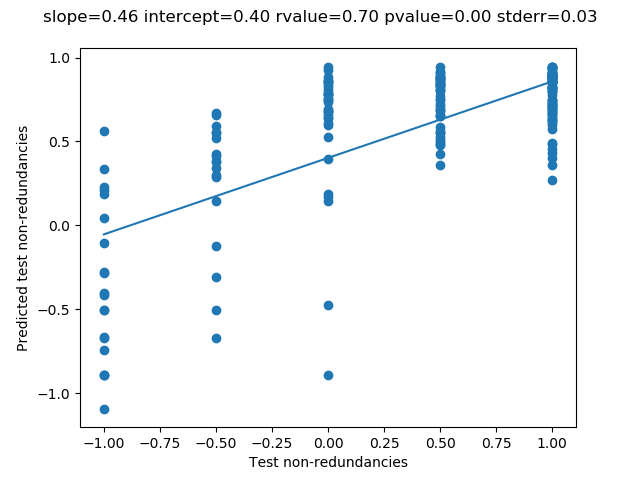 slope=0.46 intercept=0.40 rvalue=0.70 pvalue=0.00 stderr=0.03
1.0
0.5
0.0
−0.5
−1.0
Predicted test non-redundancies
−1.00 −0.75 −0.50 −0.25 0.00 0.25 0.50 0.75 1.00
Test non-redundancies